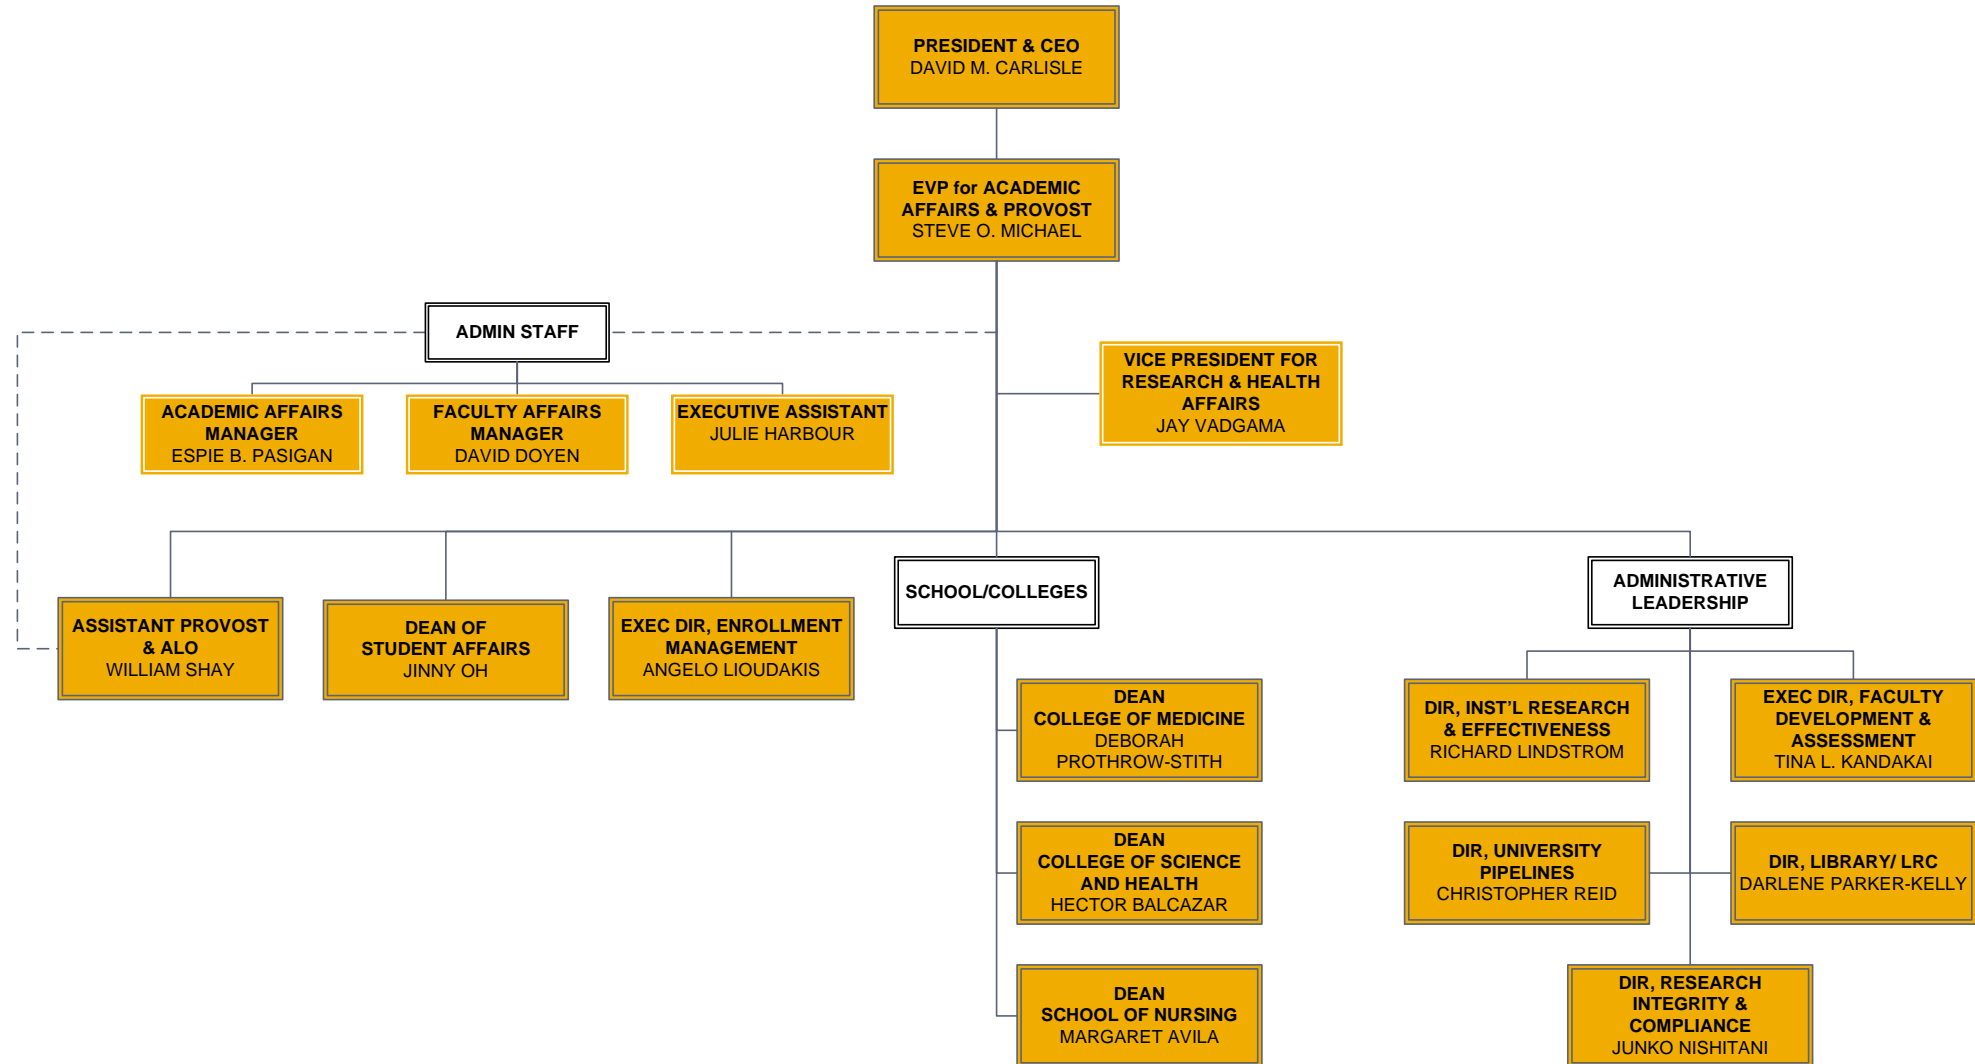 PRESIDENT & CEO
DAVID M. CARLISLE
EVP for ACADEMIC
AFFAIRS & PROVOST
STEVE O. MICHAEL
ADMIN STAFF
VICE PRESIDENT FOR
RESEARCH & HEALTH
AFFAIRS
JAY VADGAMA
ACADEMIC AFFAIRS
MANAGER
ESPIE B. PASIGAN
FACULTY AFFAIRS
MANAGER
DAVID DOYEN
EXECUTIVE ASSISTANT
JULIE HARBOUR
ASSISTANT PROVOST
& ALO
WILLIAM SHAY
DEAN OF
STUDENT AFFAIRS
JINNY OH
EXEC DIR, ENROLLMENT
MANAGEMENT
ANGELO LIOUDAKIS
SCHOOL/COLLEGES
ADMINISTRATIVE
LEADERSHIP
DEAN
COLLEGE OF MEDICINE
DEBORAH
PROTHROW-STITH
DIR, INST’L RESEARCH
& EFFECTIVENESS
RICHARD LINDSTROM
EXEC DIR, FACULTY
DEVELOPMENT &
ASSESSMENT
TINA L. KANDAKAI
DEAN
COLLEGE OF SCIENCE
AND HEALTH
HECTOR BALCAZAR
DIR, UNIVERSITY
PIPELINES
CHRISTOPHER REID
DIR, LIBRARY/ LRC
DARLENE PARKER-KELLY
DEAN
SCHOOL OF NURSING
MARGARET AVILA
DIR, RESEARCH
INTEGRITY &
COMPLIANCE
JUNKO NISHITANI